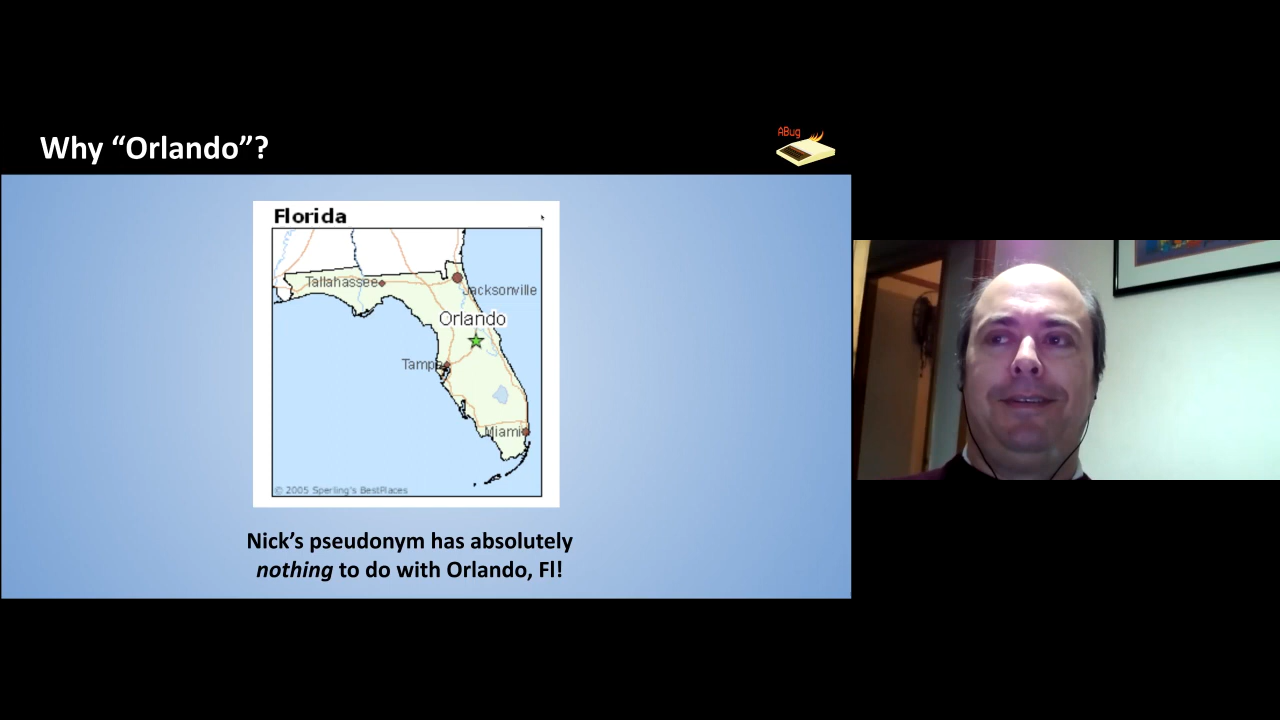 Why “Orlando”?
ABug
Florida
Tallahassee
Jacksonville
Orlando
Tampa
Miami
© 2005 Sperling's BestPlaces
Nick’s pseudonym has absolutely
nothing to do with Orlando, Fl!